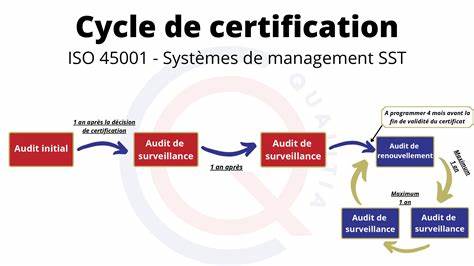 Cycle de certification
ISO 45001 - Systèmes de management SST
QUALITIA
A programmer 4 mois avant la
fin de validité du certificat
1 an après la décision
de certification
Audit initial
Audit de
surveillance
1 an après
Audit de
surveillance
Audit de
renouvellement
Maximum
1 an
Maximum
1 an
Audit de
surveillance
Audit de
surveillance